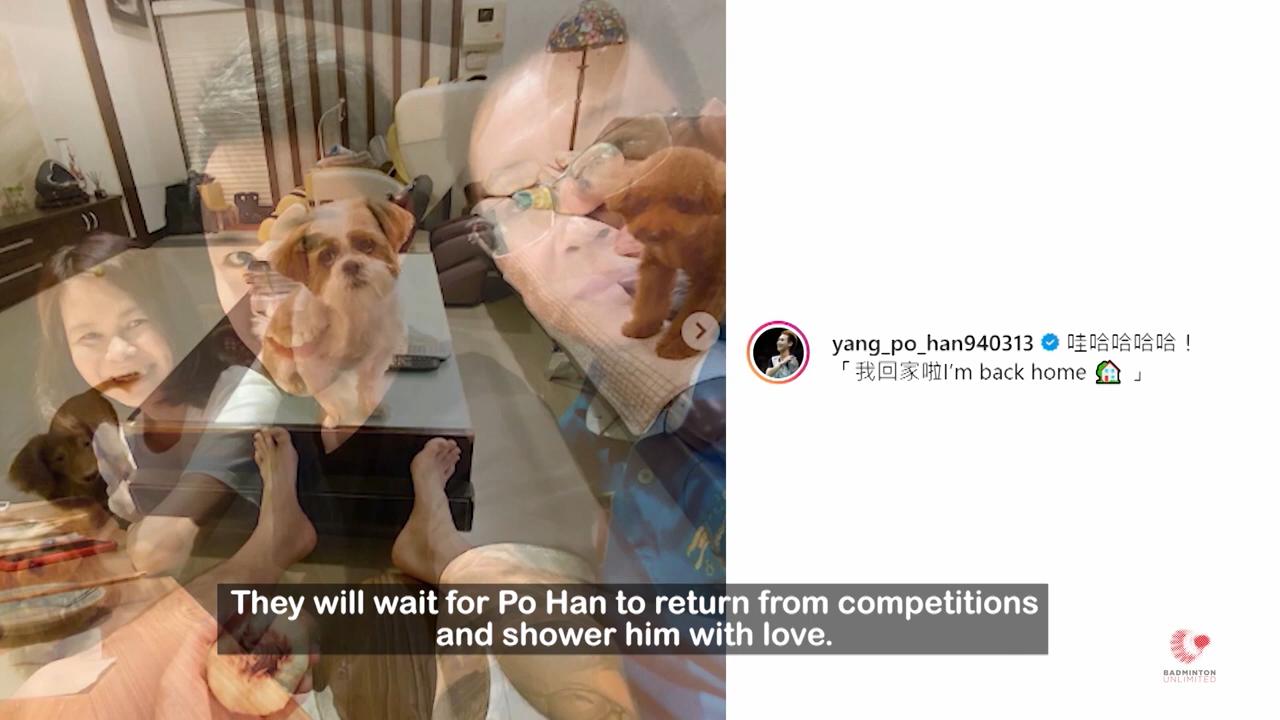 yang_po_han940313 哇哈哈哈哈！
「我回家啦I'm back home 🏡 」
They will wait for Po Han to return from competitions
and shower him with love.
BADMINTON
UNLIMITED